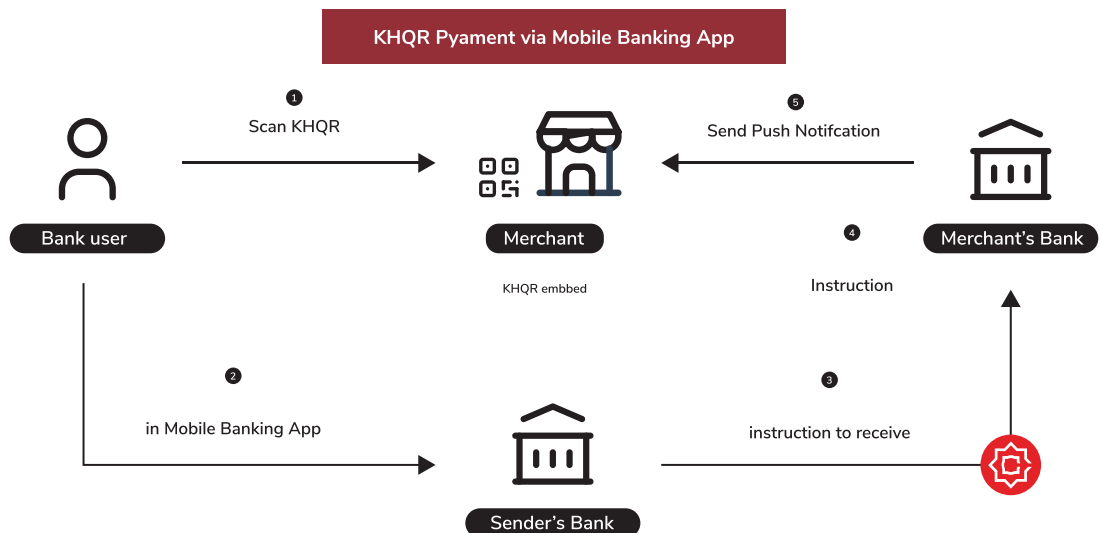 KHQR Pyament via Mobile Banking App
1
Scan KHQR
5
Send Push Notifcation
Bank user
Merchant
4
Merchant's Bank
KHQR embbed
Instruction
2
3
in Mobile Banking App
instruction to receive
Sender's Bank